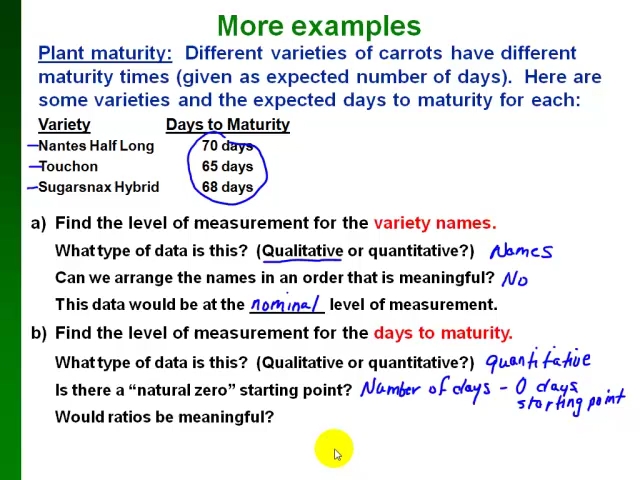 More examples
Plant maturity: Different varieties of carrots have different
maturity times (given as expected number of days). Here are
some varieties and the expected days to maturity for each:
Variety Days to Maturity
Nantes Half Long 70 days
Touchon 65 days
Sugarsnax Hybrid 68 days
a) Find the level of measurement for the variety names.
What type of data is this? (Qualitative or quantitative?) Names
Can we arrange the names in an order that is meaningful? No
This data would be at the nominal level of measurement.
b) Find the level of measurement for the days to maturity.
What type of data is this? (Qualitative or quantitative?) quantitative
Is there a “natural zero” starting point? Number of days - 0 days
starting point
Would ratios be meaningful?